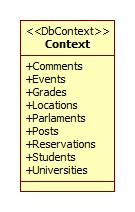 <<DbContext>>
Context
+Comments
+Events
+Grades
+Locations
+Parlaments
+Posts
+Reservations
+Students
+Universities